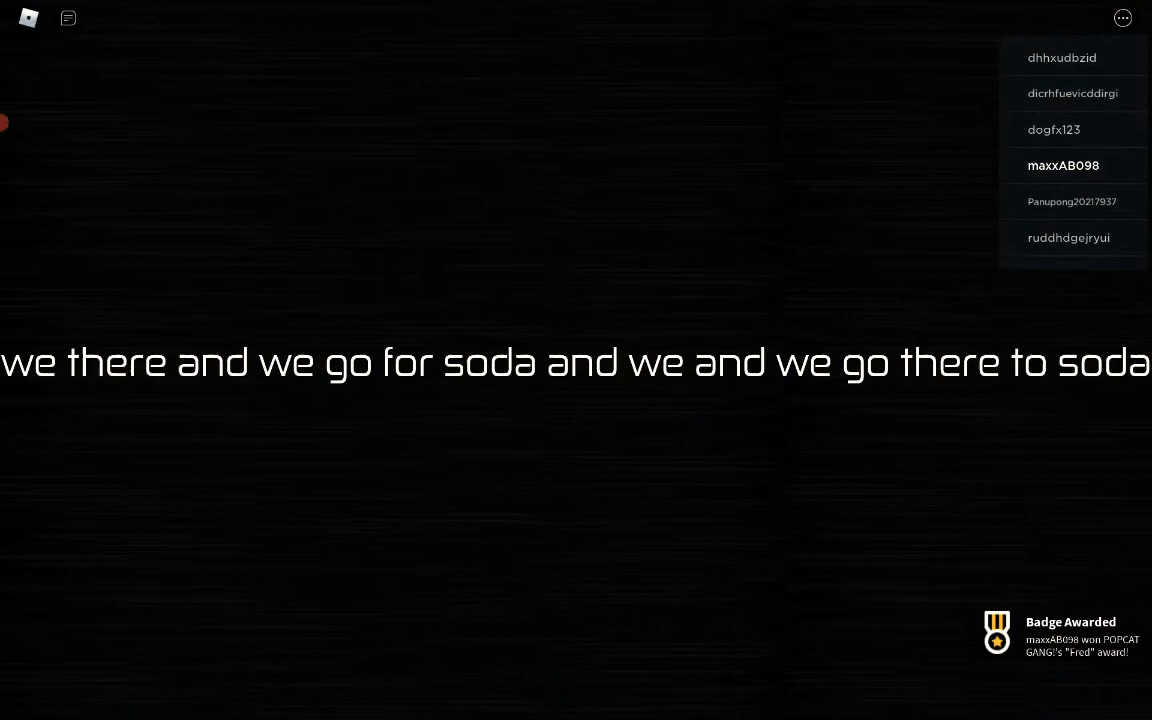 dhhxudbzid
dicrhfuevicddirgi
dogfx123
maxxAB098
Panupong20217937
ruddhdgejryui
we there and we go for soda and we and we go there to soda
Badge Awarded
maxxAB098 won POPCAT
GANG!'s "Fred" award!